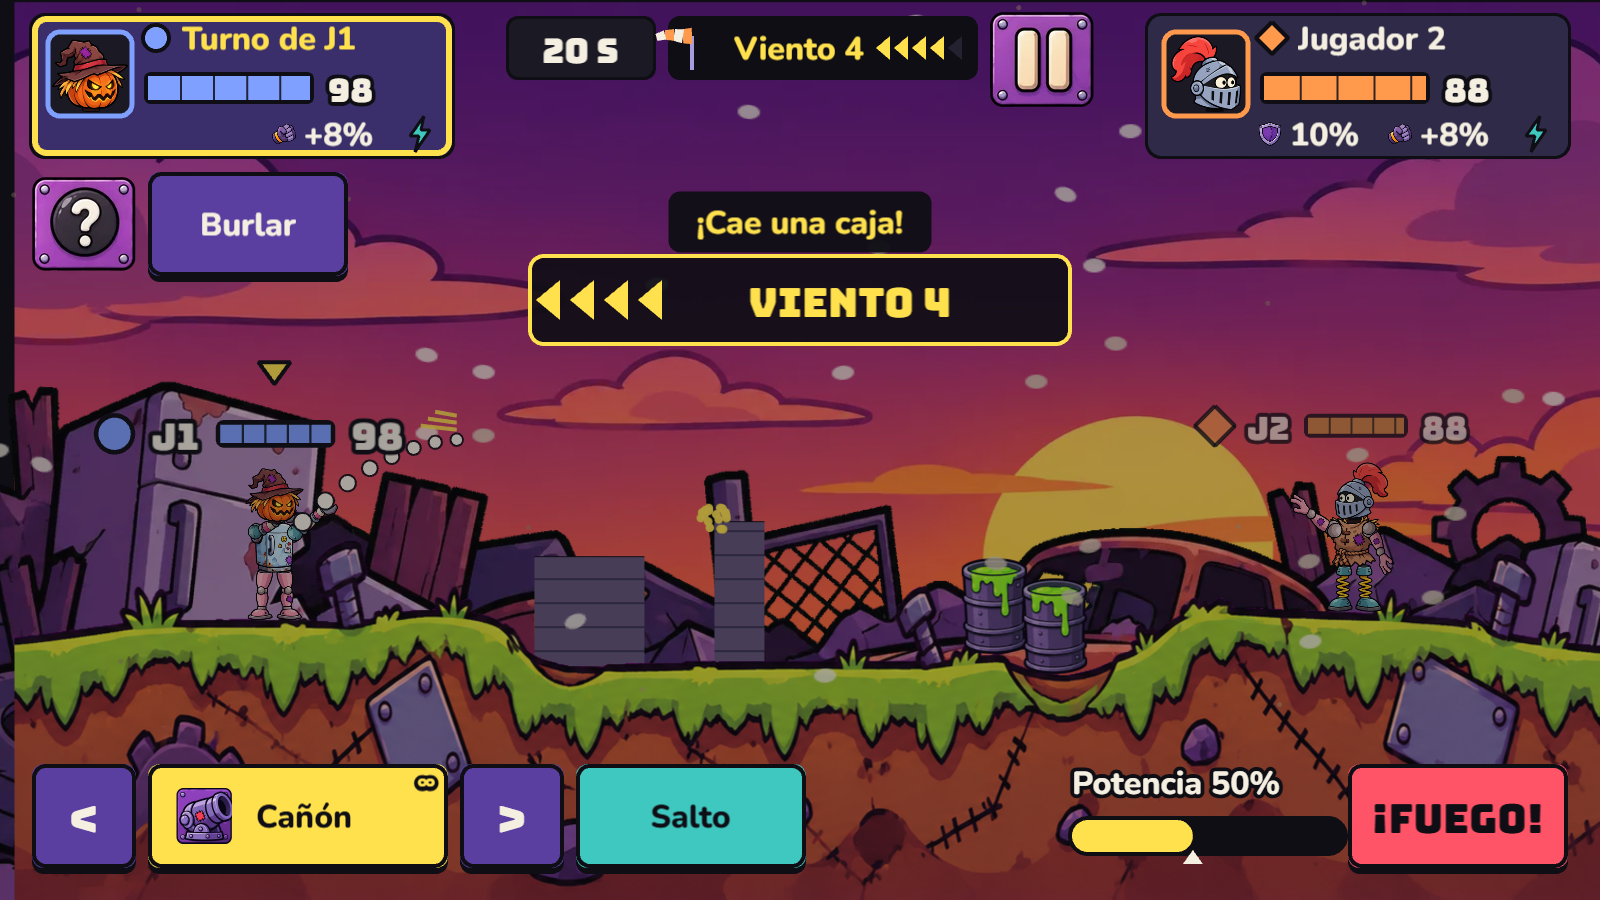 Turno de J1
98
+8%
20 S
Viento 4
Jugador 2
88
10%
+8%
?
Burlar
¡Cae una caja!
VIENTO 4
J1
98
J2
88
<
Cañón
∞
>
Salto
Potencia 50%
¡FUEGO!